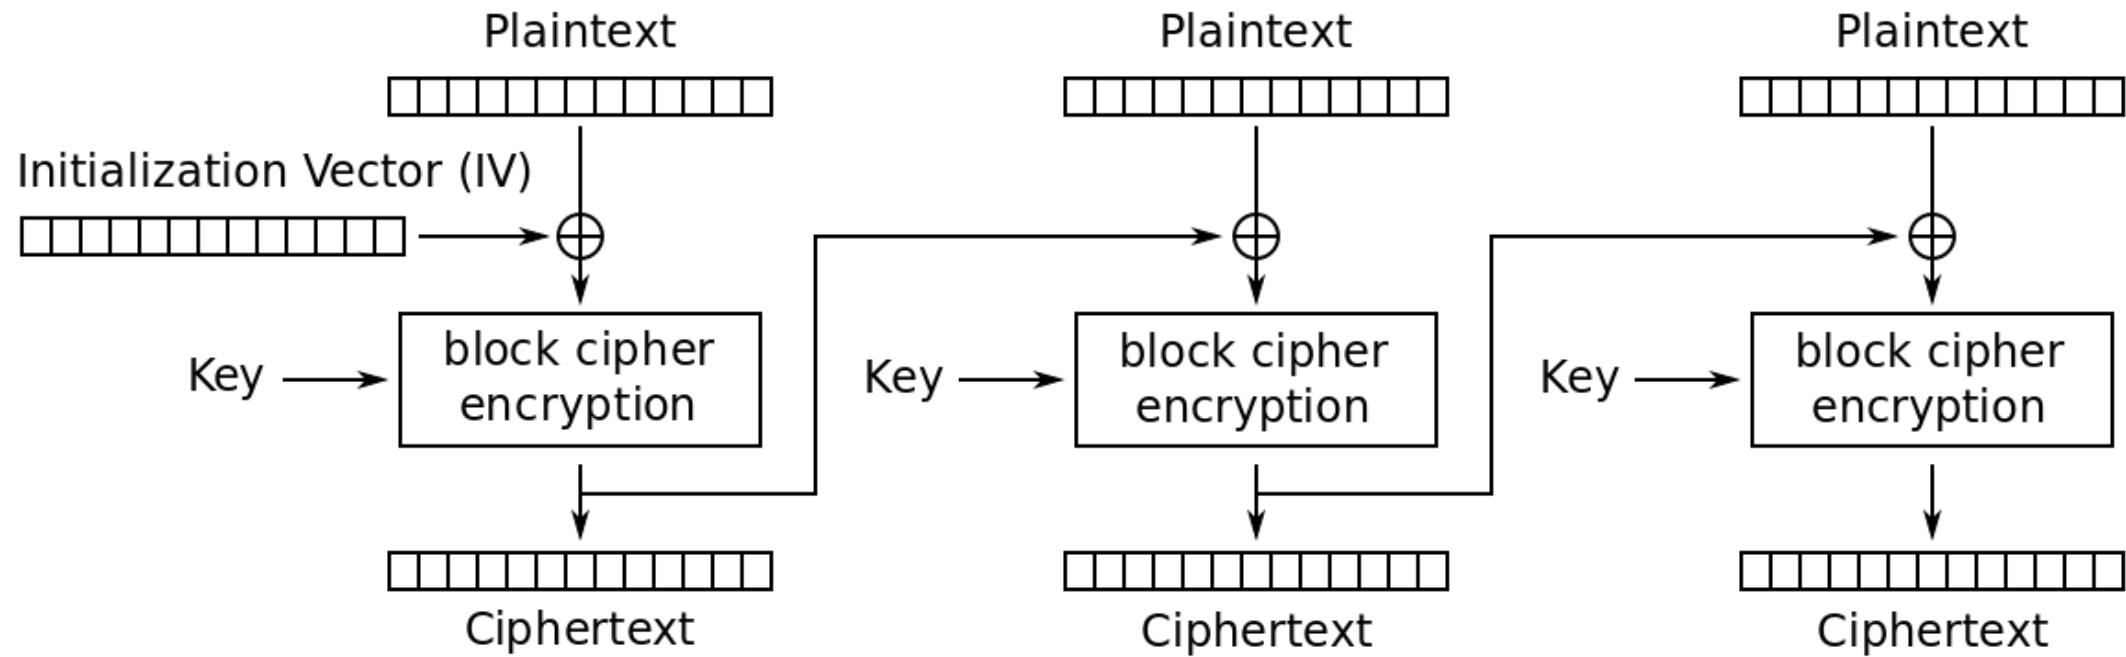 Plaintext
Plaintext
Plaintext
Initialization Vector (IV)
Key
block cipher
encryption
Key
block cipher
encryption
Key
block cipher
encryption
Ciphertext
Ciphertext
Ciphertext